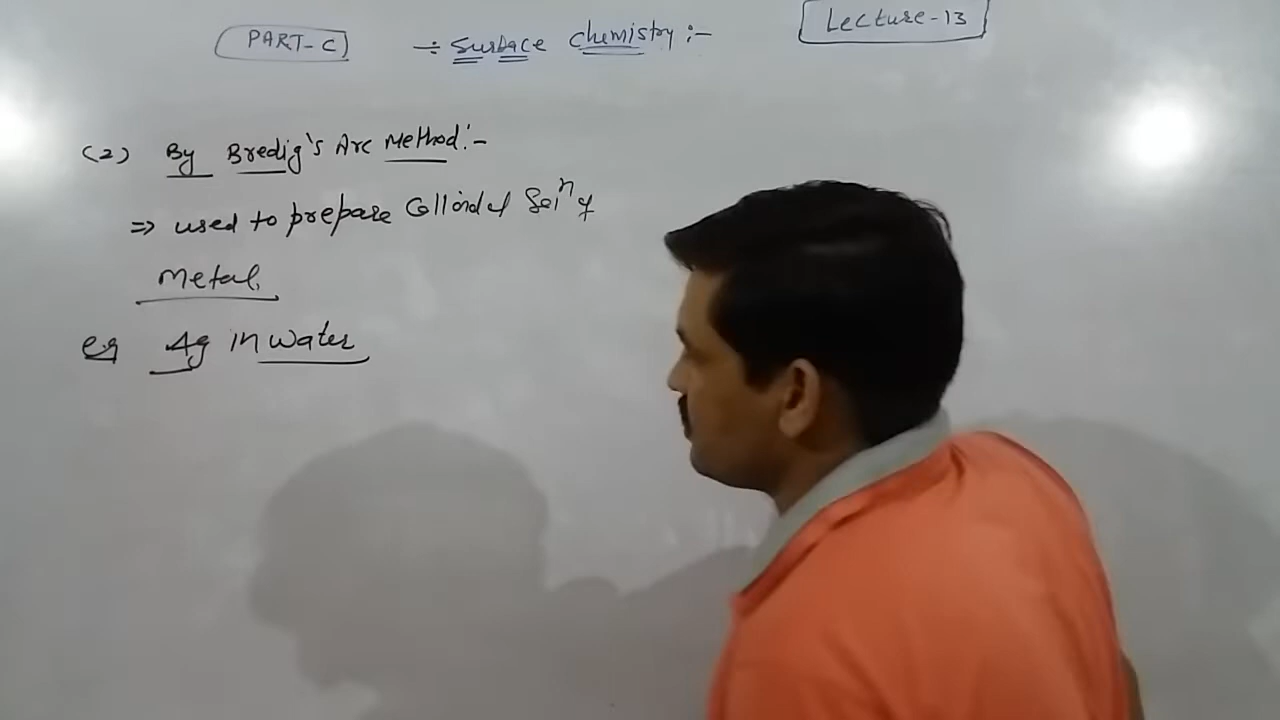 PART-C
÷ Surface chemistry :-
Lecture-13
(2) By Bredig's Arc Method :-
⇒ used to prepare Colloidal Solⁿ of
Metal.
eg Ag in water